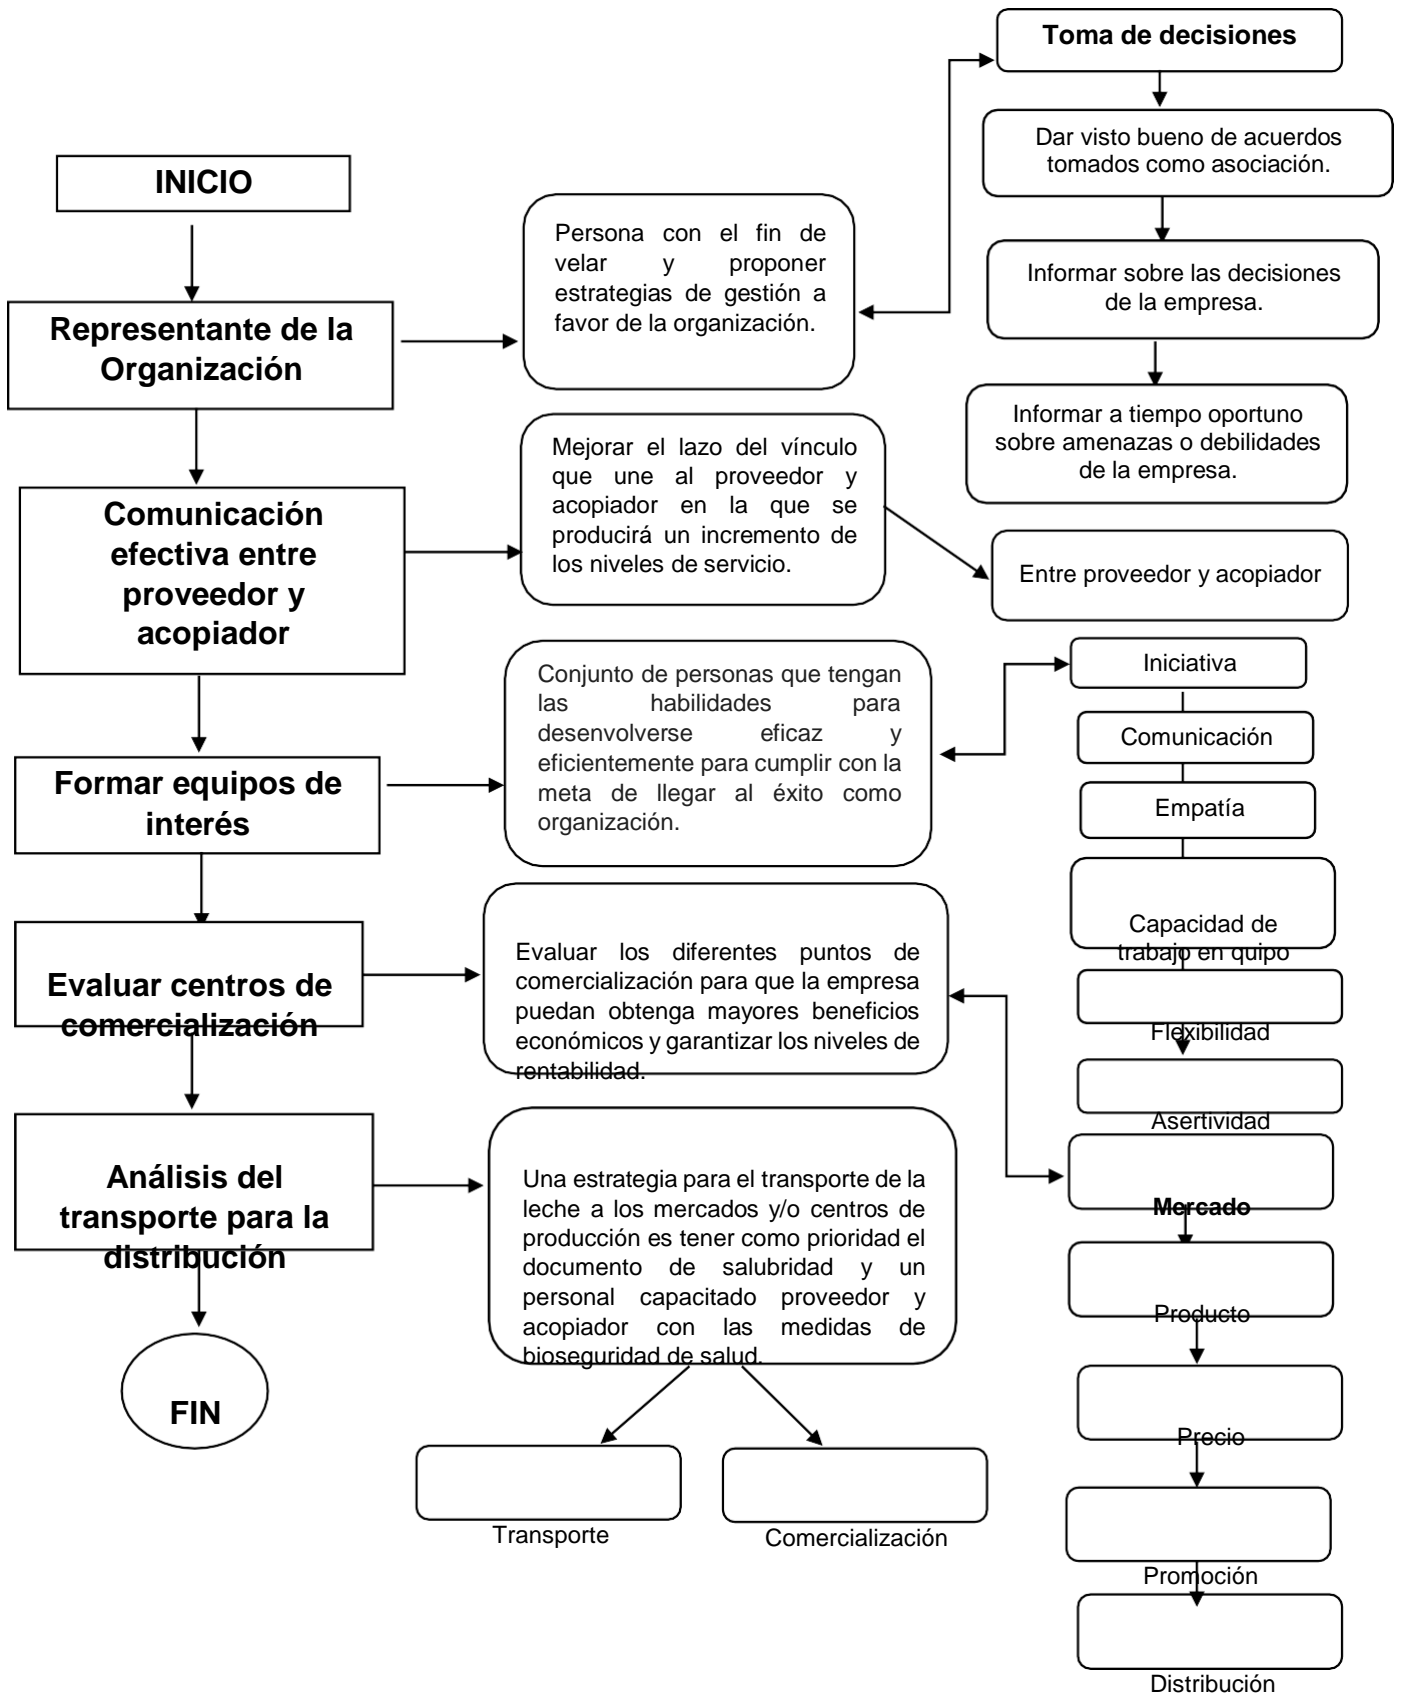 Toma de decisiones
Dar visto bueno de acuerdos
tomados como asociación.
INICIO
Persona con el fin de
velar y proponer
estrategias de gestión a
favor de la organización.
Informar sobre las decisiones
de la empresa.
Representante de la
Organización
Informar a tiempo oportuno
sobre amenazas o debilidades
de la empresa.
Mejorar el lazo del vínculo
que une al proveedor y
acopiador en la que se
producirá un incremento de
los niveles de servicio.
Comunicación
efectiva entre
proveedor y
acopiador
Entre proveedor y acopiador
Conjunto de personas que tengan
las habilidades para
desenvolverse eficaz y
eficientemente para cumplir con la
meta de llegar al éxito como
organización.
Iniciativa
Comunicación
Empatía
Formar equipos de
interés
Capacidad de
trabajo en quipo
Evaluar los diferentes puntos de
comercialización para que la empresa
puedan obtenga mayores beneficios
económicos y garantizar los niveles de
rentabilidad.
Evaluar centros de
comercialización
Flexibilidad
Asertividad
Análisis del
transporte para la
distribución
Una estrategia para el transporte de la
leche a los mercados y/o centros de
producción es tener como prioridad el
documento de salubridad y un
personal capacitado proveedor y
acopiador con las medidas de
bioseguridad de salud.
Mercado
Producto
FIN
Precio
Transporte
Comercialización
Promoción
Distribución